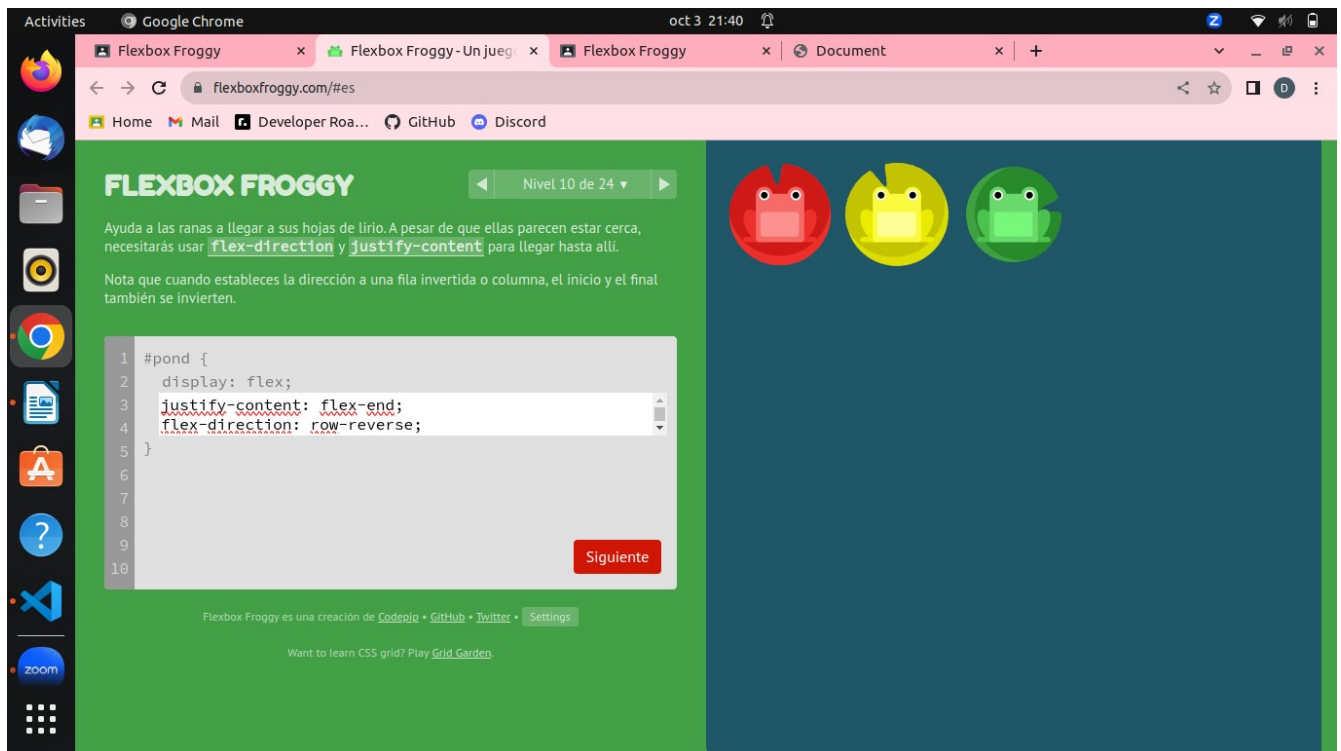 Activities Google Chrome oct 3 21:40 Z
Flexbox Froggy × Flexbox Froggy - Un jueg × Flexbox Froggy × Document × +
flexboxfroggy.com/#es D
Home Mail r. Developer Roa... GitHub Discord
FLEXBOX FROGGY
Nivel 10 de 24 ▾
Ayuda a las ranas a llegar a sus hojas de lirio. A pesar de que ellas parecen estar cerca,
necesitarás usar flex-direction y justify-content para llegar hasta allí.
Nota que cuando estableces la dirección a una fila invertida o columna, el inicio y el final
también se invierten.
1 #pond {
2 display: flex;
3 justify-content: flex-end;
4 flex-direction: row-reverse;
5 }
6
7
8
9
10
Siguiente
Flexbox Froggy es una creación de Codepip • GitHub • Twitter • Settings
Want to learn CSS grid? Play Grid Garden.
A
?
zoom